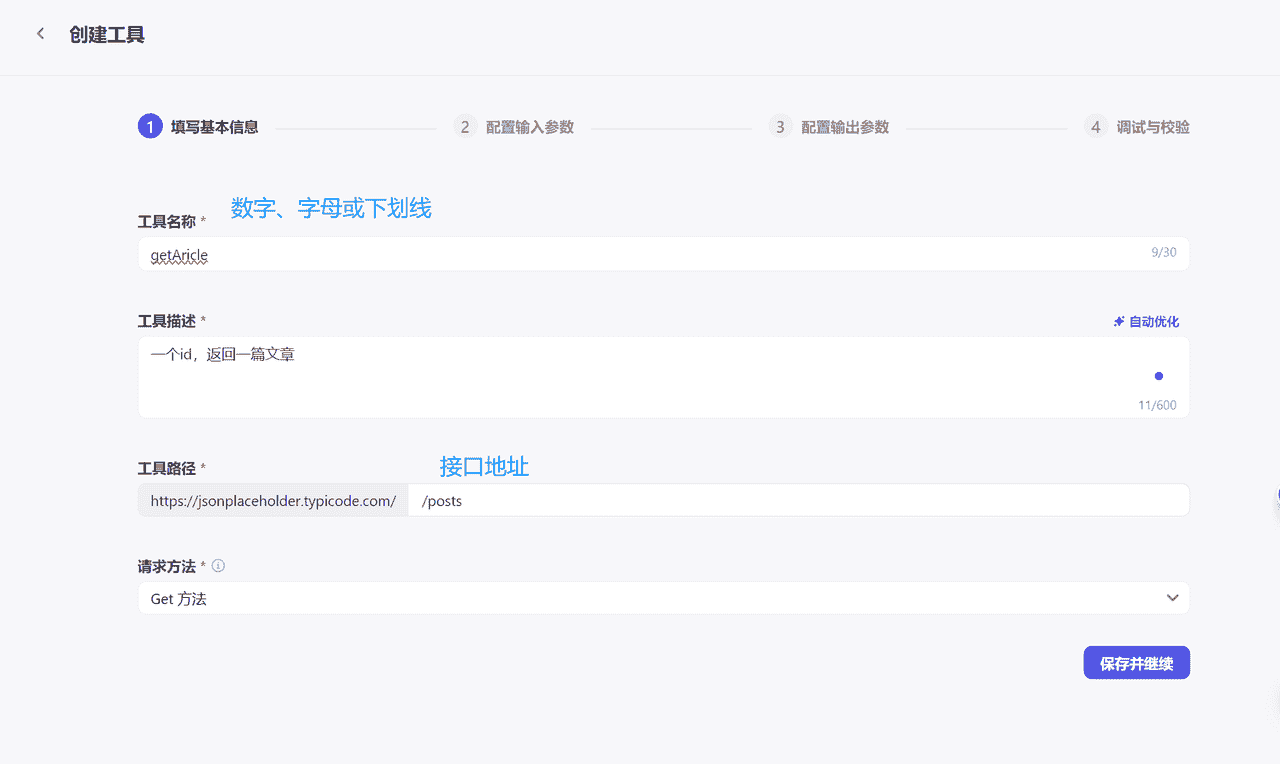 创建工具
1 填写基本信息 2 配置输入参数 3 配置输出参数 4 调试与校验
工具名称 * 数字、字母或下划线
getAricle 9/30
工具描述 * 自动优化
一个id，返回一篇文章
11/600
工具路径 * 接口地址
https://jsonplaceholder.typicode.com/ /posts
请求方法 *
Get 方法
保存并继续